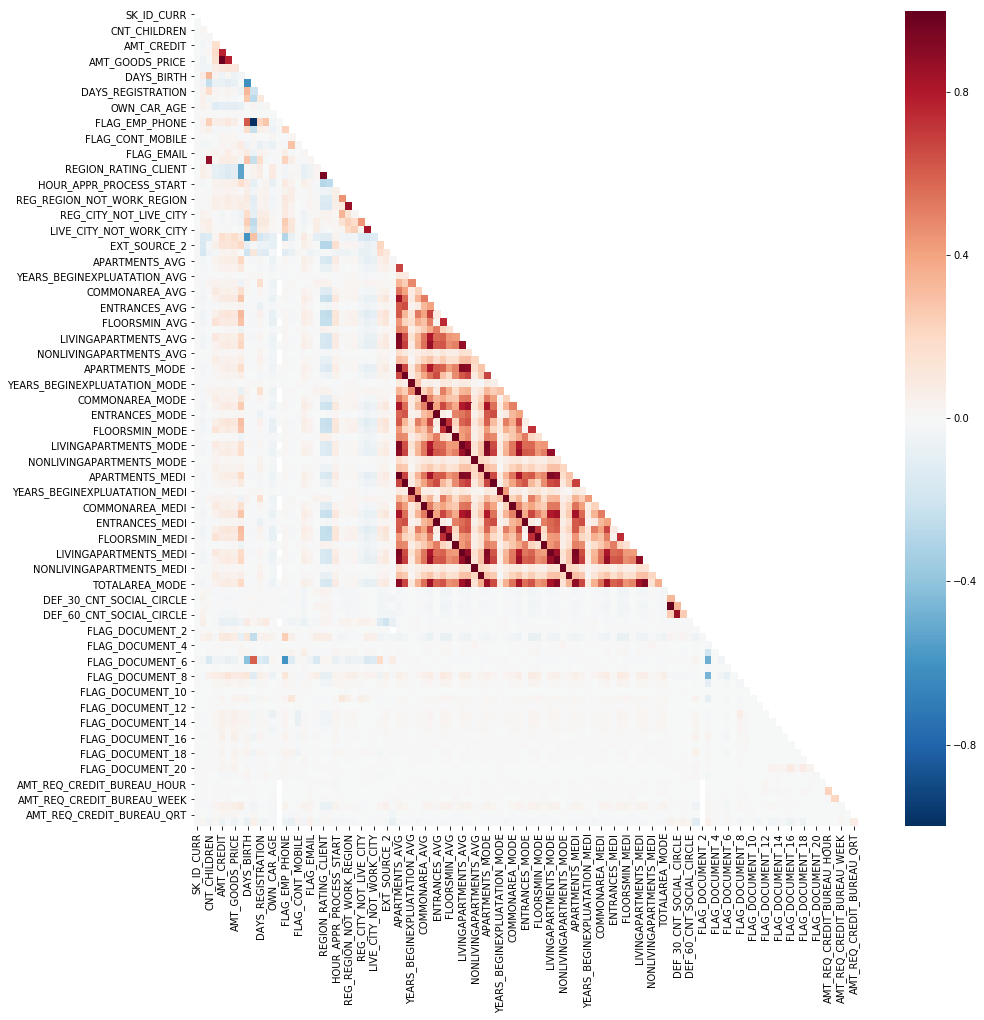 SK_ID_CURR
CNT_CHILDREN
AMT_CREDIT
AMT_GOODS_PRICE
DAYS_BIRTH
DAYS_REGISTRATION
OWN_CAR_AGE
FLAG_EMP_PHONE
FLAG_CONT_MOBILE
FLAG_EMAIL
REGION_RATING_CLIENT
HOUR_APPR_PROCESS_START
REG_REGION_NOT_WORK_REGION
REG_CITY_NOT_LIVE_CITY
LIVE_CITY_NOT_WORK_CITY
EXT_SOURCE_2
APARTMENTS_AVG
YEARS_BEGINEXPLUATATION_AVG
COMMONAREA_AVG
ENTRANCES_AVG
FLOORSMIN_AVG
LIVINGAPARTMENTS_AVG
NONLIVINGAPARTMENTS_AVG
APARTMENTS_MODE
YEARS_BEGINEXPLUATATION_MODE
COMMONAREA_MODE
ENTRANCES_MODE
FLOORSMIN_MODE
LIVINGAPARTMENTS_MODE
NONLIVINGAPARTMENTS_MODE
APARTMENTS_MEDI
YEARS_BEGINEXPLUATATION_MEDI
COMMONAREA_MEDI
ENTRANCES_MEDI
FLOORSMIN_MEDI
LIVINGAPARTMENTS_MEDI
NONLIVINGAPARTMENTS_MEDI
TOTALAREA_MODE
DEF_30_CNT_SOCIAL_CIRCLE
DEF_60_CNT_SOCIAL_CIRCLE
FLAG_DOCUMENT_2
FLAG_DOCUMENT_4
FLAG_DOCUMENT_6
FLAG_DOCUMENT_8
FLAG_DOCUMENT_10
FLAG_DOCUMENT_12
FLAG_DOCUMENT_14
FLAG_DOCUMENT_16
FLAG_DOCUMENT_18
FLAG_DOCUMENT_20
AMT_REQ_CREDIT_BUREAU_HOUR
AMT_REQ_CREDIT_BUREAU_WEEK
AMT_REQ_CREDIT_BUREAU_QRT
SK_ID_CURR
CNT_CHILDREN
AMT_CREDIT
AMT_GOODS_PRICE
DAYS_BIRTH
DAYS_REGISTRATION
OWN_CAR_AGE
FLAG_EMP_PHONE
FLAG_CONT_MOBILE
FLAG_EMAIL
REGION_RATING_CLIENT
HOUR_APPR_PROCESS_START
REG_REGION_NOT_WORK_REGION
REG_CITY_NOT_LIVE_CITY
LIVE_CITY_NOT_WORK_CITY
EXT_SOURCE_2
APARTMENTS_AVG
YEARS_BEGINEXPLUATATION_AVG
COMMONAREA_AVG
ENTRANCES_AVG
FLOORSMIN_AVG
LIVINGAPARTMENTS_AVG
NONLIVINGAPARTMENTS_AVG
APARTMENTS_MODE
YEARS_BEGINEXPLUATATION_MODE
COMMONAREA_MODE
ENTRANCES_MODE
FLOORSMIN_MODE
LIVINGAPARTMENTS_MODE
NONLIVINGAPARTMENTS_MODE
APARTMENTS_MEDI
YEARS_BEGINEXPLUATATION_MEDI
COMMONAREA_MEDI
ENTRANCES_MEDI
FLOORSMIN_MEDI
LIVINGAPARTMENTS_MEDI
NONLIVINGAPARTMENTS_MEDI
TOTALAREA_MODE
DEF_30_CNT_SOCIAL_CIRCLE
DEF_60_CNT_SOCIAL_CIRCLE
FLAG_DOCUMENT_2
FLAG_DOCUMENT_4
FLAG_DOCUMENT_6
FLAG_DOCUMENT_8
FLAG_DOCUMENT_10
FLAG_DOCUMENT_12
FLAG_DOCUMENT_14
FLAG_DOCUMENT_16
FLAG_DOCUMENT_18
FLAG_DOCUMENT_20
AMT_REQ_CREDIT_BUREAU_HOUR
AMT_REQ_CREDIT_BUREAU_WEEK
AMT_REQ_CREDIT_BUREAU_QRT
0.8
0.4
0.0
−0.4
−0.8